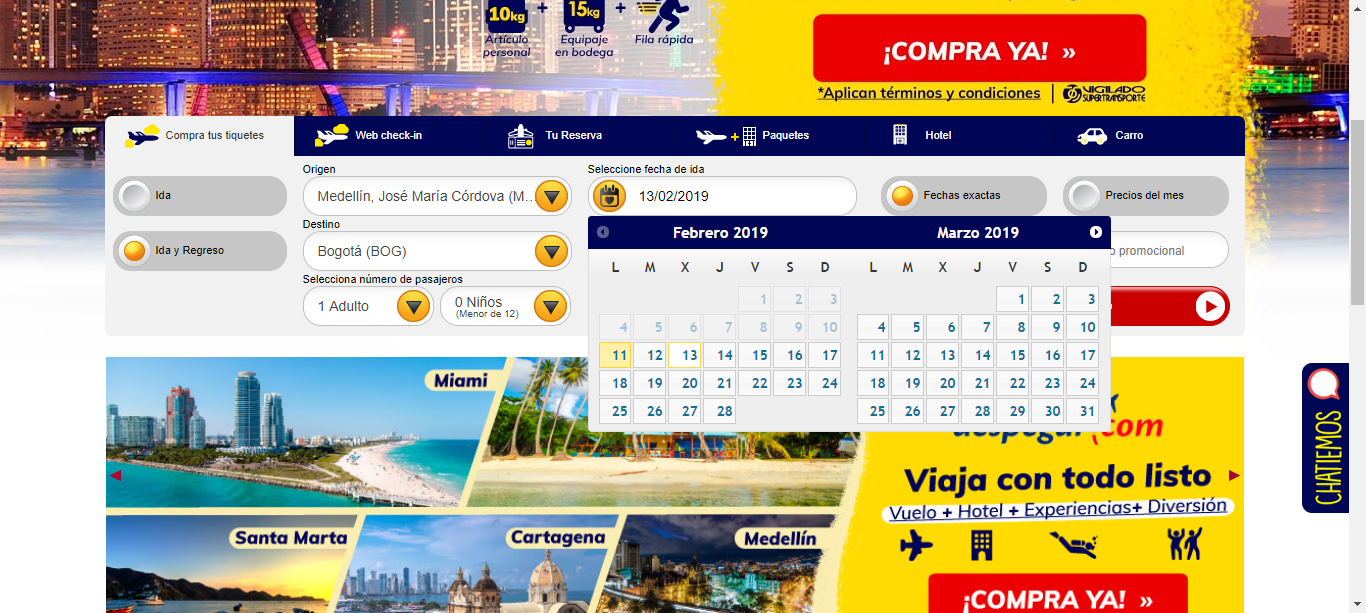 10kg + 15kg +
Artículo personal
Equipaje en bodega
Fila rápida
¡COMPRA YA! »
*Aplican términos y condiciones | VIGILADO SUPERTRANSPORTE
Compra tus tiquetes
Web check-in
Tu Reserva
Paquetes
Hotel
Carro
Ida
Ida y Regreso
Origen
Medellín, José María Córdova (M...
Destino
Bogotá (BOG)
Selecciona número de pasajeros
1 Adulto
0 Niños
(Menor de 12)
Seleccione fecha de ida
13/02/2019
Fechas exactas
Precios del mes
promocional
Febrero 2019
L M X J V S D
1 2 3
4 5 6 7 8 9 10
11 12 13 14 15 16 17
18 19 20 21 22 23 24
25 26 27 28
Marzo 2019
L M X J V S D
1 2 3
4 5 6 7 8 9 10
11 12 13 14 15 16 17
18 19 20 21 22 23 24
25 26 27 28 29 30 31
Miami
Santa Marta
Cartagena
Medellín
despegar.com
Viaja con todo listo
Vuelo + Hotel + Experiencias+ Diversión
¡COMPRA YA! »
CHATIEMOS